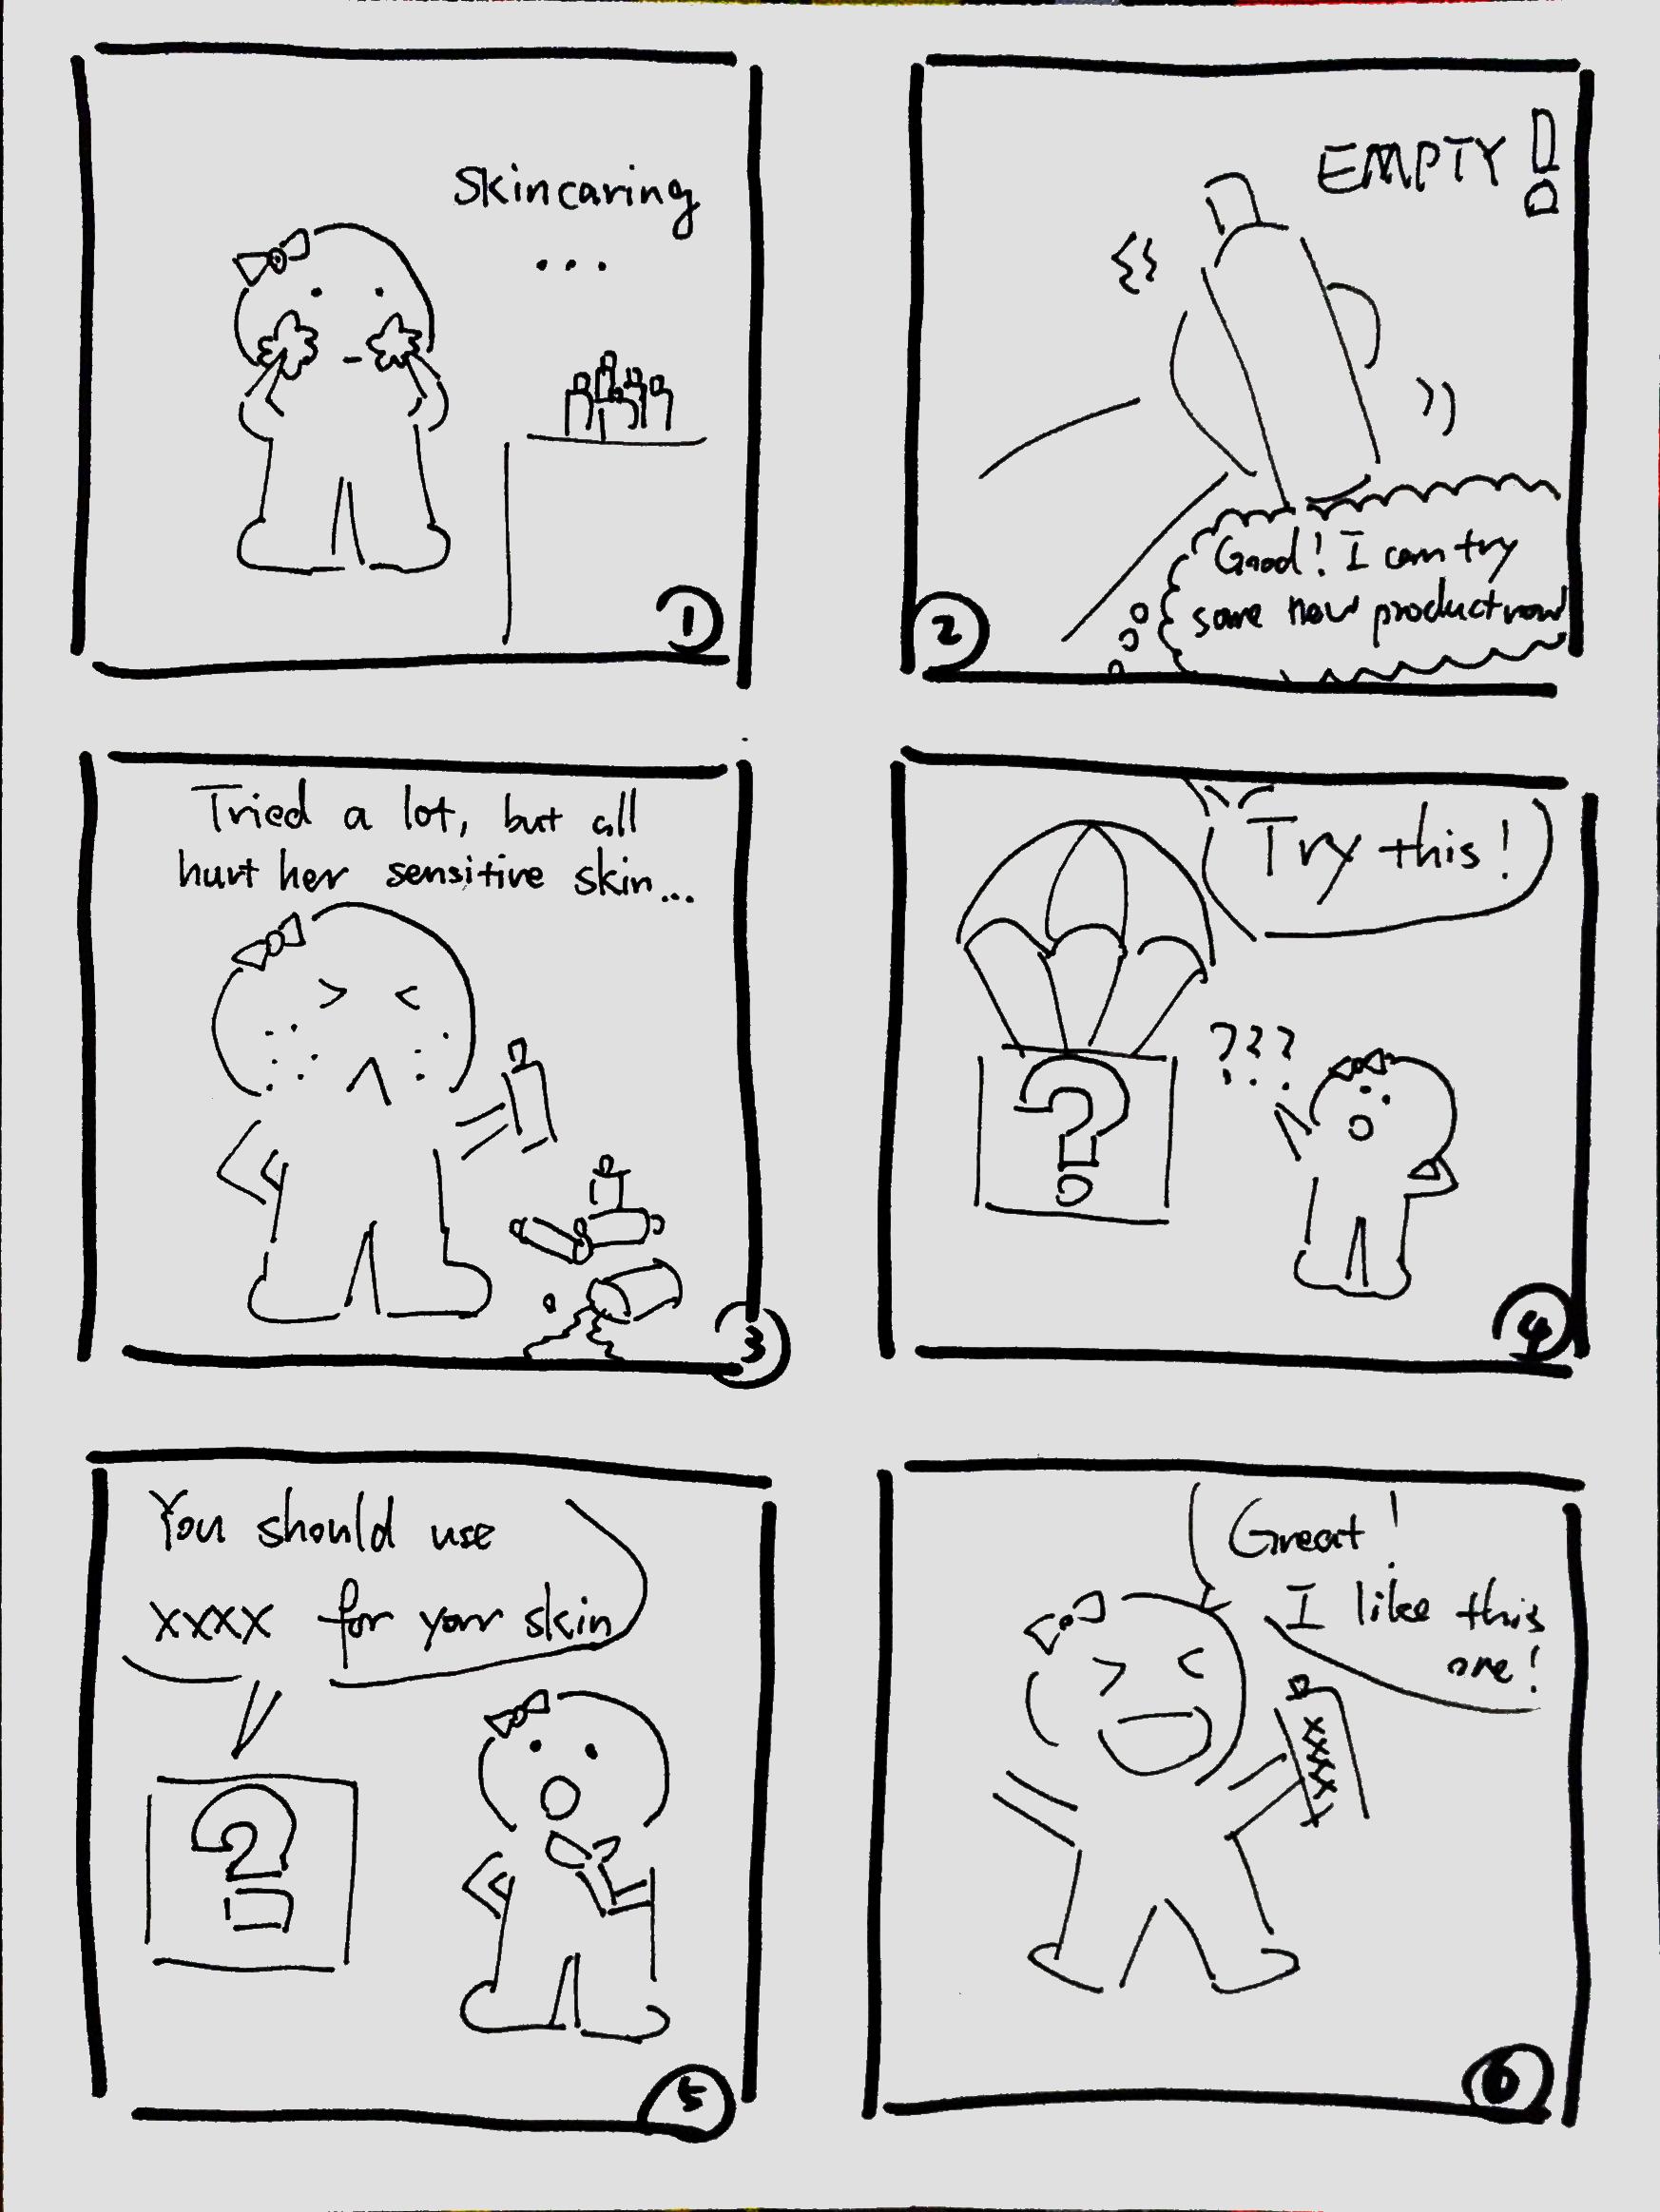 Skincaring
...
1
EMPTY!
Good! I can try
some new product now
2
Tried a lot, but all
hurt her sensitive skin...
3
Try this!
???
?
4
You should use
xxxx for your skin
?
5
Great!
I like this
one!
xxxx
6